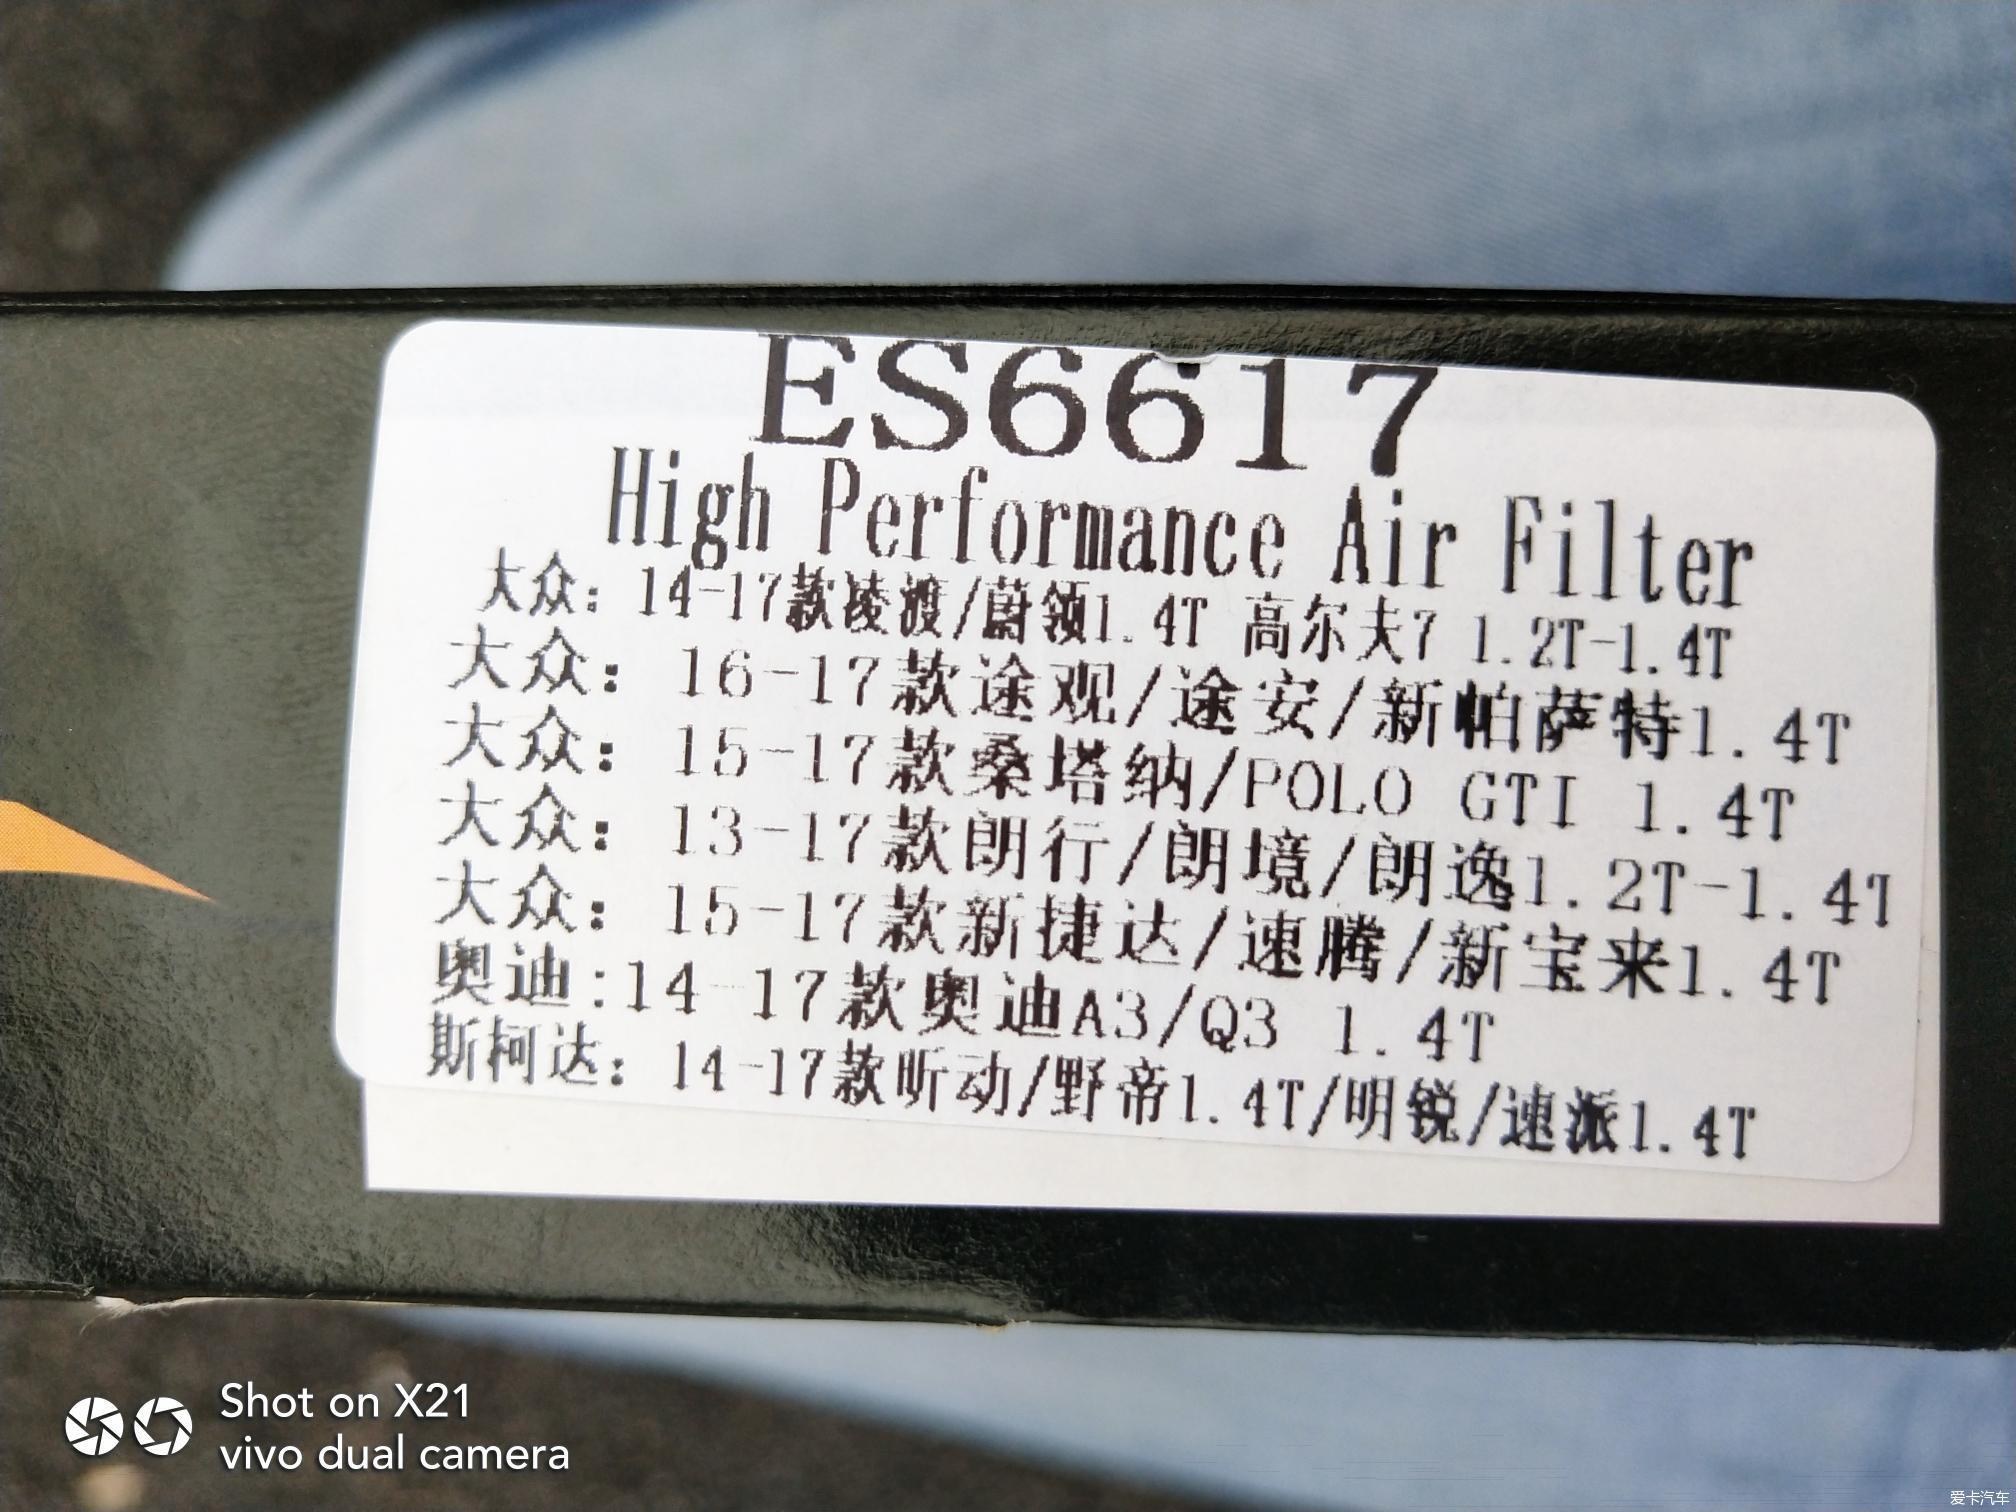 ES6617
High Performance Air Filter
大众: 14-17款凌渡/蔚领1.4T 高尔夫7 1.2T-1.4T
大众: 16-17款途观/途安/新帕萨特1.4T
大众: 15-17款桑塔纳/POLO GTI 1.4T
大众: 13-17款朗行/朗境/朗逸1.2T-1.4T
大众: 15-17款新捷达/速腾/新宝来1.4T
奥迪:14-17款奥迪A3/Q3 1.4T
斯柯达: 14-17款昕动/野帝1.4T/明锐/速派1.4T
Shot on X21
vivo dual camera
爱卡汽车